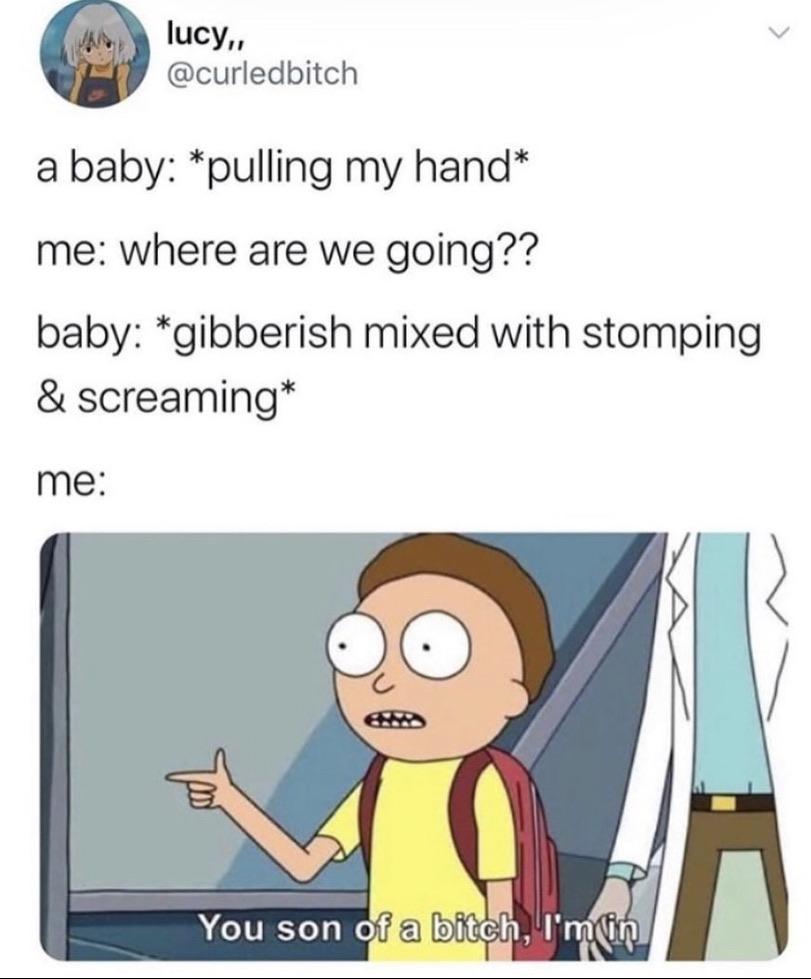 lucy,,
@curledbitch
a baby: *pulling my hand*
me: where are we going??
baby: *gibberish mixed with stomping
& screaming*
me:
You son of a bitch, I'm in